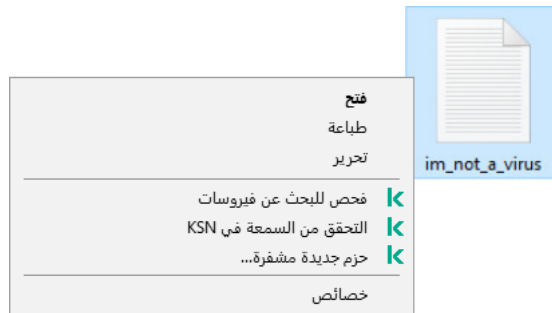 فتح
طباعة
تحرير
im_not_a_virus
فحص للبحث عن فيروسات
التحقق من السمعة في KSN
حزم جديدة مشفرة...
خصائص